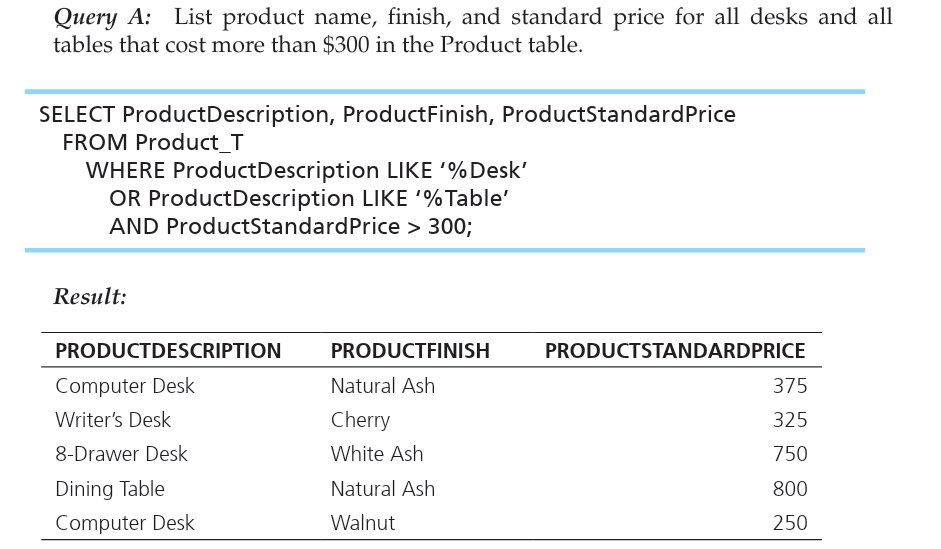 Query A: List product name, finish, and standard price for all desks and all
tables that cost more than $300 in the Product table.
SELECT ProductDescription, ProductFinish, ProductStandardPrice
FROM Product_T
WHERE ProductDescription LIKE ‘%Desk’
OR ProductDescription LIKE ‘%Table’
AND ProductStandardPrice > 300;
Result:
PRODUCTDESCRIPTION PRODUCTFINISH PRODUCTSTANDARDPRICE
Computer Desk Natural Ash 375
Writer’s Desk Cherry 325
8-Drawer Desk White Ash 750
Dining Table Natural Ash 800
Computer Desk Walnut 250